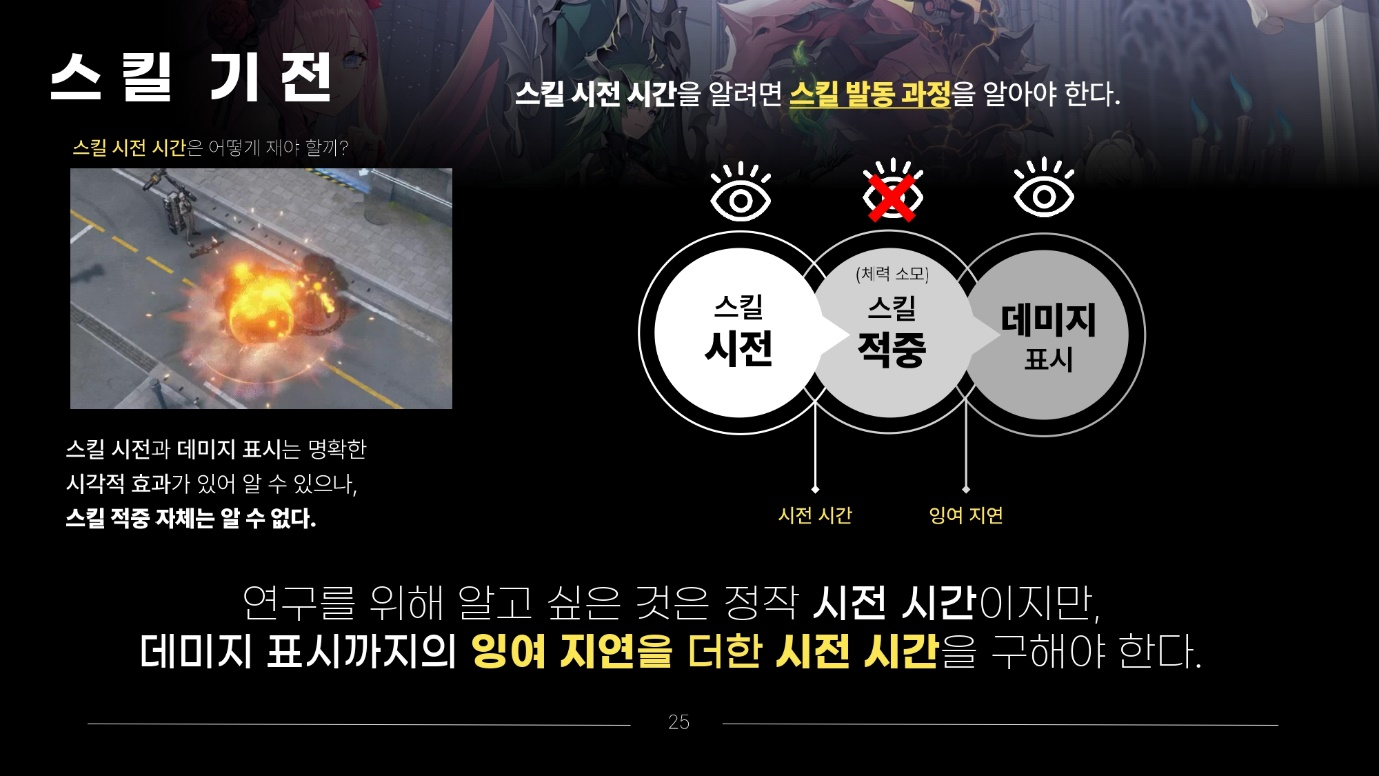 스킬 기전
스킬 시전 시간을 알려면 스킬 발동 과정을 알아야 한다.
스킬 시전 시간은 어떻게 재야 할까?
스킬 시전과 데미지 표시는 명확한
시각적 효과가 있어 알 수 있으나,
스킬 적중 자체는 알 수 없다.
스킬
시전
(체력 소모)
스킬
적중
데미지
표시
시전 시간
잉여 지연
연구를 위해 알고 싶은 것은 정작 시전 시간이지만,
데미지 표시까지의 잉여 지연을 더한 시전 시간을 구해야 한다.
25